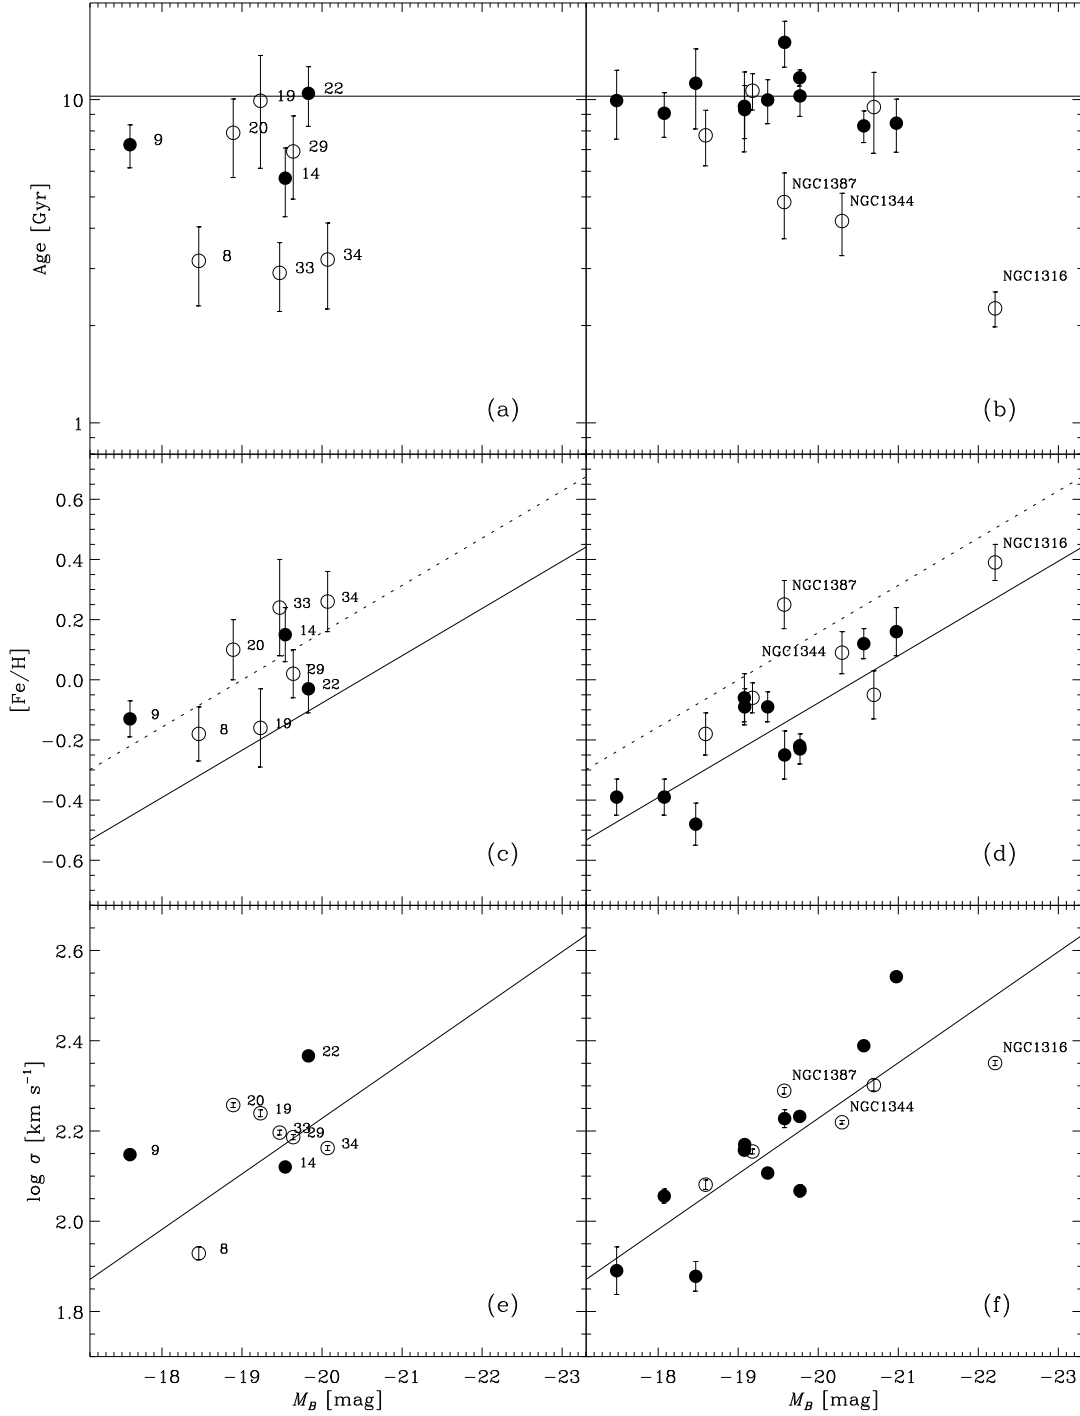 10
1
Age [Gyr]
9
20
19
22
29
14
8
33
34
(a)
NGC1387
NGC1344
NGC1316
(b)
0.6
0.4
0.2
0.0
−0.2
−0.4
−0.6
[Fe/H]
9
8
20
19
33
14
29
22
34
(c)
NGC1316
NGC1387
NGC1344
(d)
2.6
2.4
2.2
2.0
1.8
log σ [km s⁻¹]
9
8
20
19
33
29
14
22
34
(e)
NGC1316
NGC1387
NGC1344
(f)
−18 −19 −20 −21 −22 −23
M_B [mag]
−18 −19 −20 −21 −22 −23
M_B [mag]